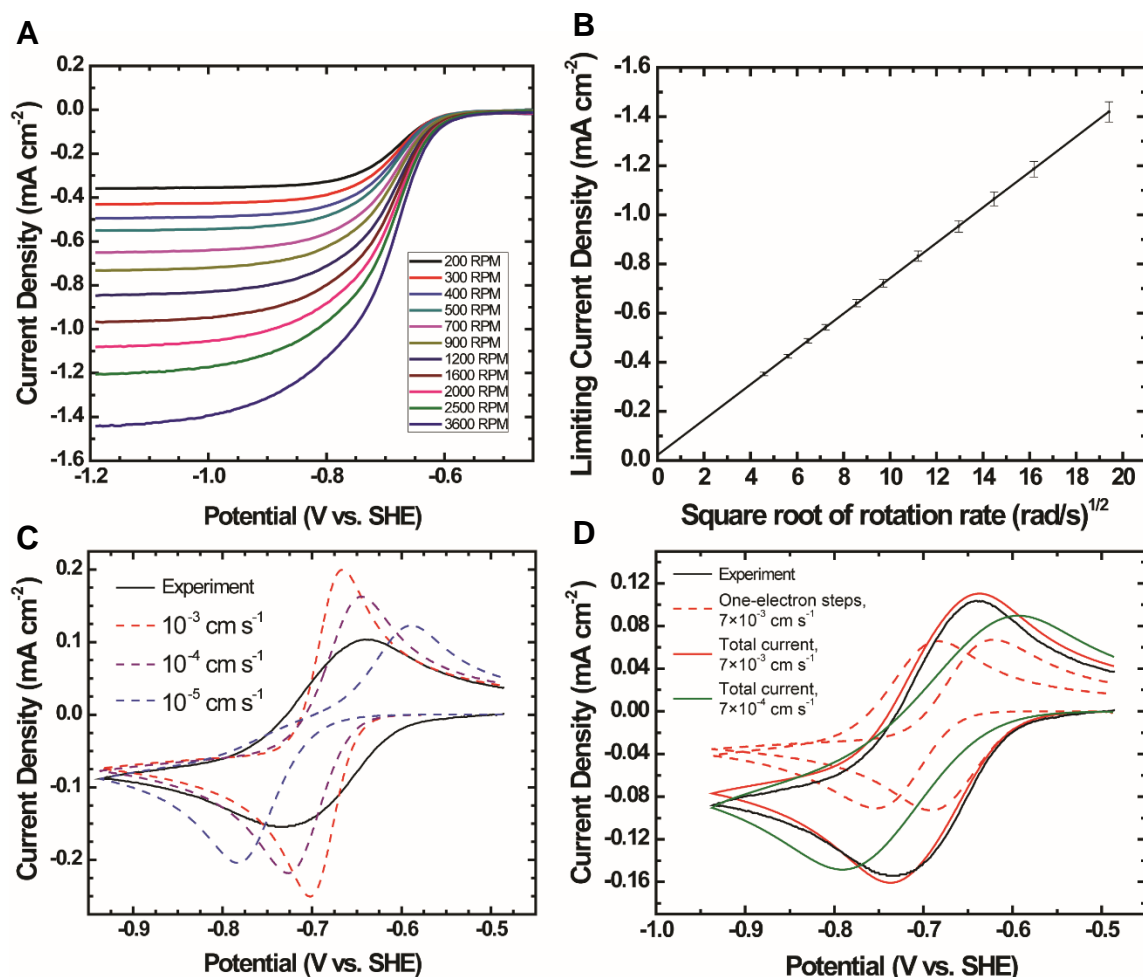 A
0.2
0.0
-0.2
-0.4
-0.6
-0.8
-1.0
-1.2
-1.4
-1.6
-1.2
-1.0
-0.8
-0.6
Current Density (mA cm⁻²)
Potential (V vs. SHE)
200 RPM
300 RPM
400 RPM
500 RPM
700 RPM
900 RPM
1200 RPM
1600 RPM
2000 RPM
2500 RPM
3600 RPM
B
-1.6
-1.4
-1.2
-1.0
-0.8
-0.6
-0.4
-0.2
0.0
0 2 4 6 8 10 12 14 16 18 20
Limiting Current Density (mA cm⁻²)
Square root of rotation rate (rad/s)^1/2
C
0.2
0.1
0.0
-0.1
-0.2
-0.9
-0.8
-0.7
-0.6
-0.5
Current Density (mA cm⁻²)
Potential (V vs. SHE)
Experiment
10⁻³ cm s⁻¹
10⁻⁴ cm s⁻¹
10⁻⁵ cm s⁻¹
D
0.12
0.08
0.04
0.00
-0.04
-0.08
-0.12
-0.16
-1.0
-0.9
-0.8
-0.7
-0.6
-0.5
Current Density (mA cm⁻²)
Potential (V vs. SHE)
Experiment
One-electron steps,
7×10⁻³ cm s⁻¹
Total current,
7×10⁻³ cm s⁻¹
Total current,
7×10⁻⁴ cm s⁻¹